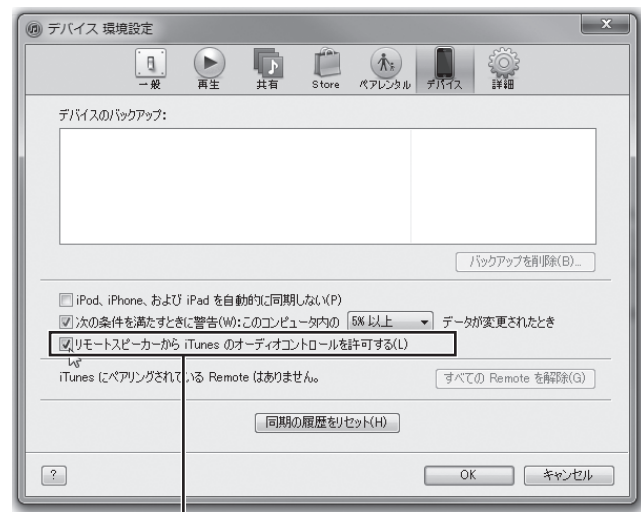 デバイス 環境設定
一般 再生 共有 Store ペアレンタル デバイス 詳細
デバイスのバックアップ:
バックアップを削除(B)...
iPod、iPhone、および iPad を自動的に同期しない(P)
次の条件を満たすときに警告(W):このコンピュータ内の 5% 以上 データが変更されたとき
リモートスピーカーから iTunes のオーディオコントロールを許可する(L)
iTunes にペアリングされている Remote はありません。 すべての Remote を解除(G)
同期の履歴をリセット(H)
? OK キャンセル